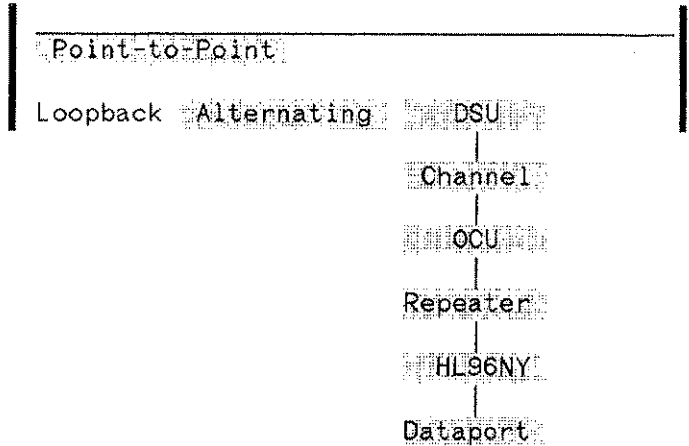 Point-to-Point
Loopback Alternating DSU
Channel
OCU
Repeater
HL96NY
Dataport